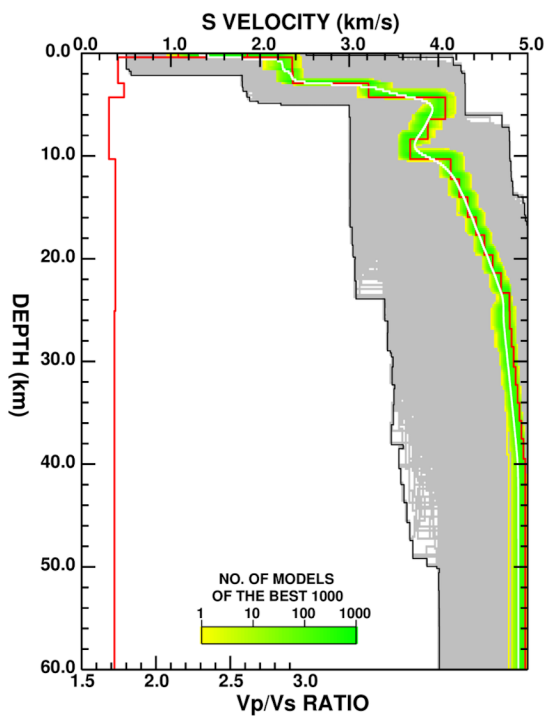 S VELOCITY (km/s)
0.0 1.0 2.0 3.0 4.0 5.0
0.0
10.0
20.0
30.0
40.0
50.0
60.0
DEPTH (km)
NO. OF MODELS
OF THE BEST 1000
1 10 100 1000
1.5 2.0 2.5 3.0
Vp/Vs RATIO